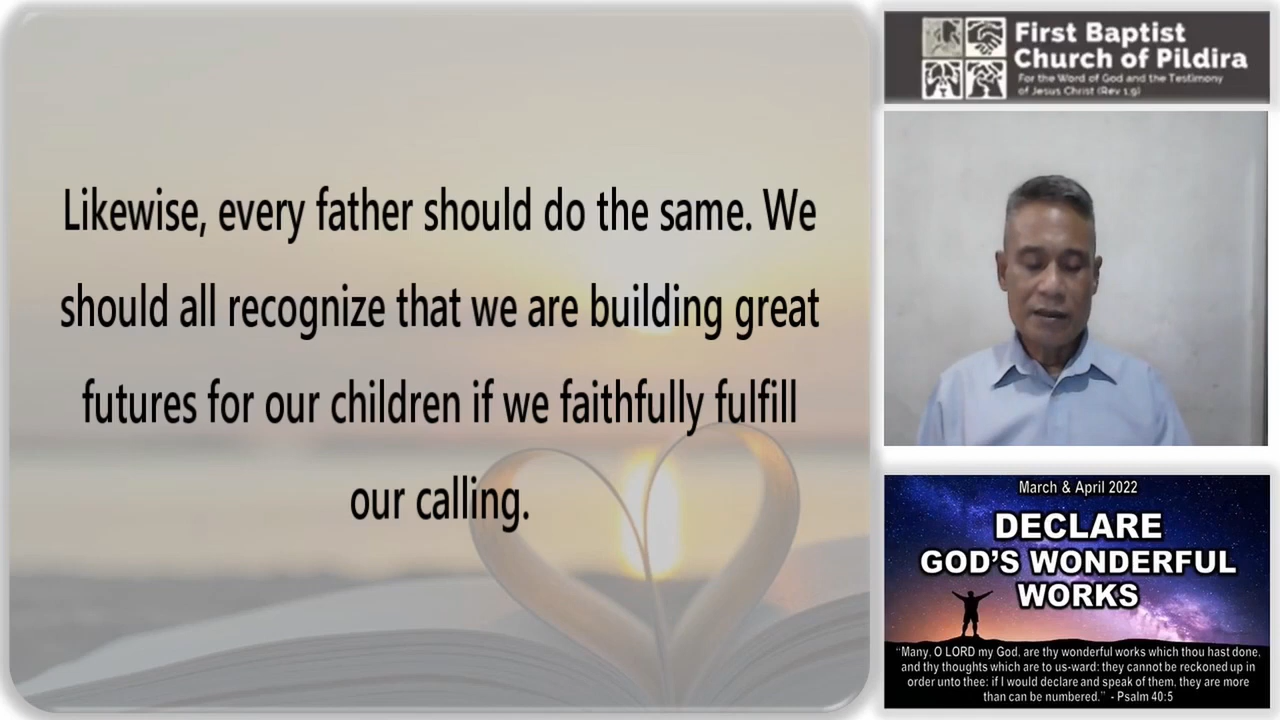 Likewise, every father should do the same. We
should all recognize that we are building great
futures for our children if we faithfully fulfill
our calling.
First Baptist
Church of Pildira
For the Word of God and the Testimony
of Jesus Christ (Rev 1:9)
March & April 2022
DECLARE
GOD'S WONDERFUL
WORKS
"Many, O LORD my God, are thy wonderful works which thou hast done,
and thy thoughts which are to us-ward: they cannot be reckoned up in
order unto thee: if I would declare and speak of them, they are more
than can be numbered." - Psalm 40:5